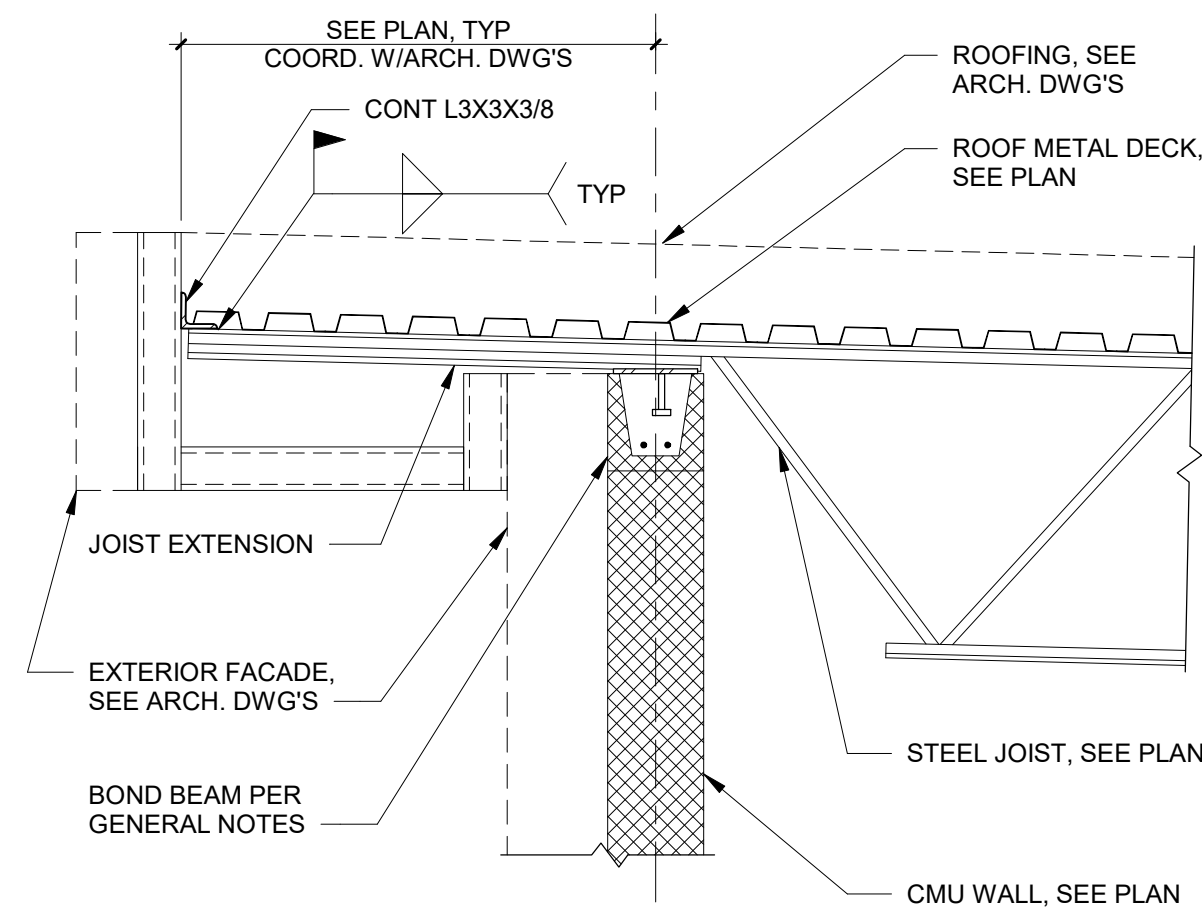 SEE PLAN, TYP
COORD. W/ARCH. DWG'S
CONT L3X3X3/8
TYP
ROOFING, SEE
ARCH. DWG'S
ROOF METAL DECK,
SEE PLAN
JOIST EXTENSION
EXTERIOR FACADE,
SEE ARCH. DWG'S
BOND BEAM PER
GENERAL NOTES
STEEL JOIST, SEE PLAN
CMU WALL, SEE PLAN